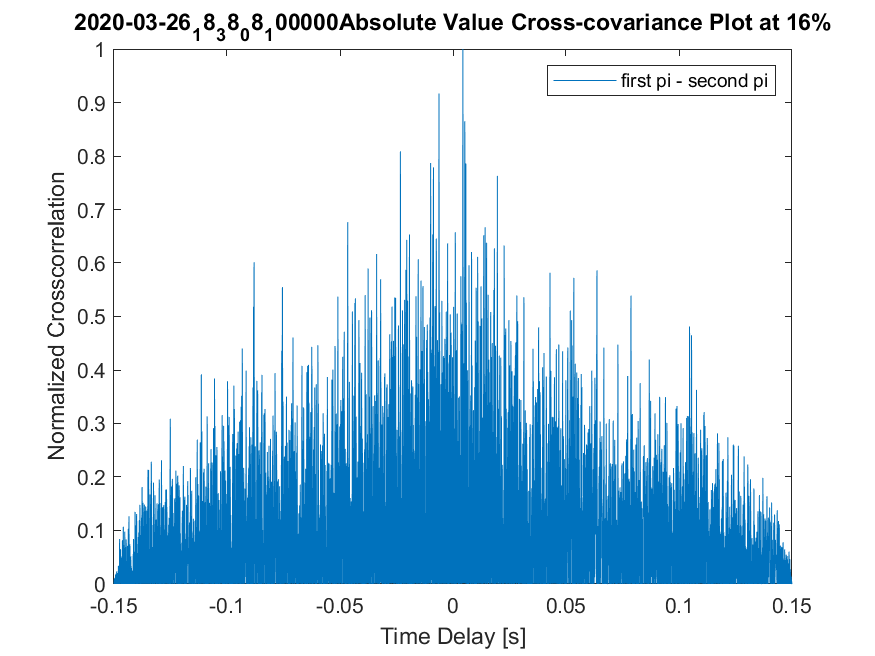 2020-03-26₁8₃8₀8₁00000Absolute Value Cross-covariance Plot at 16%
first pi - second pi
1
0.9
0.8
0.7
0.6
0.5
0.4
0.3
0.2
0.1
0
Normalized Crosscorrelation
-0.15 -0.1 -0.05 0 0.05 0.1 0.15
Time Delay [s]